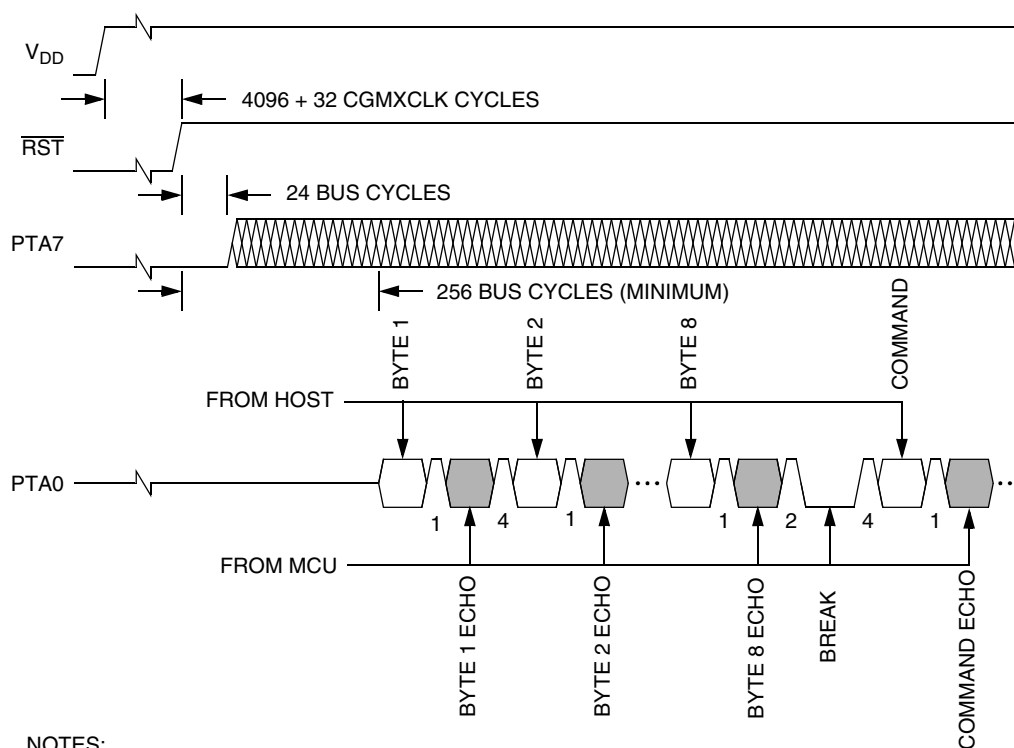 VDD
4096 + 32 CGMXCLK CYCLES
RST
24 BUS CYCLES
PTA7
256 BUS CYCLES (MINIMUM)
BYTE 1
BYTE 2
BYTE 8
COMMAND
FROM HOST
PTA0
1
4
1
1
2
4
1
FROM MCU
BYTE 1 ECHO
BYTE 2 ECHO
BYTE 8 ECHO
BREAK
COMMAND ECHO
NOTES: